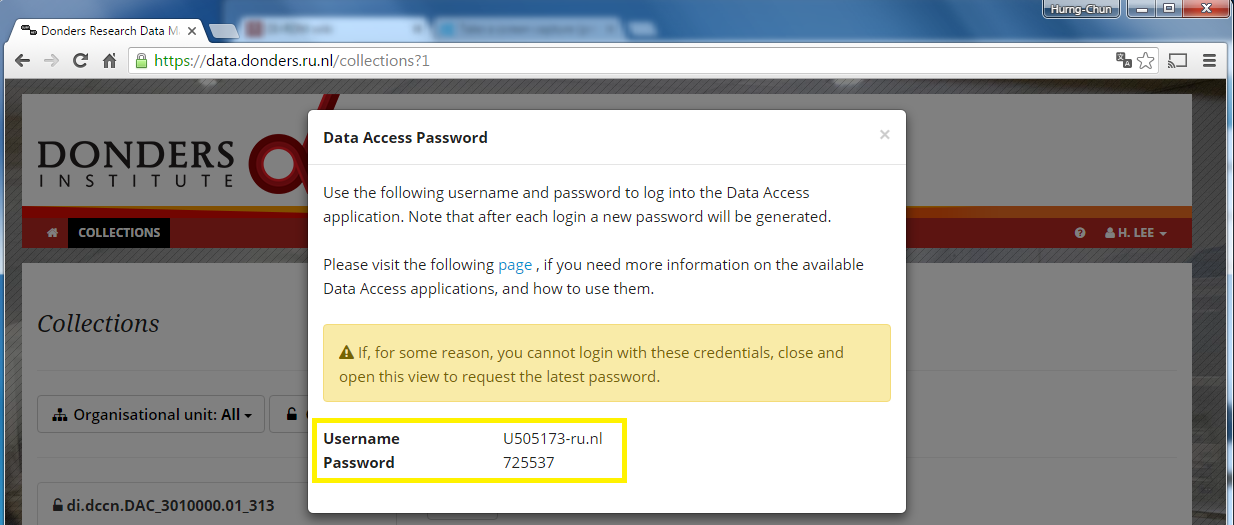 Hurng-Chun
Donders Research Data M
https://data.donders.ru.nl/collections?1
DONDERS
INSTITUTE
COLLECTIONS
H. LEE
Data Access Password
Use the following username and password to log into the Data Access
application. Note that after each login a new password will be generated.
Please visit the following page , if you need more information on the available
Data Access applications, and how to use them.
If, for some reason, you cannot login with these credentials, close and
open this view to request the latest password.
Username U505173-ru.nl
Password 725537
Collections
Organisational unit: All
di.dccn.DAC_3010000.01_313